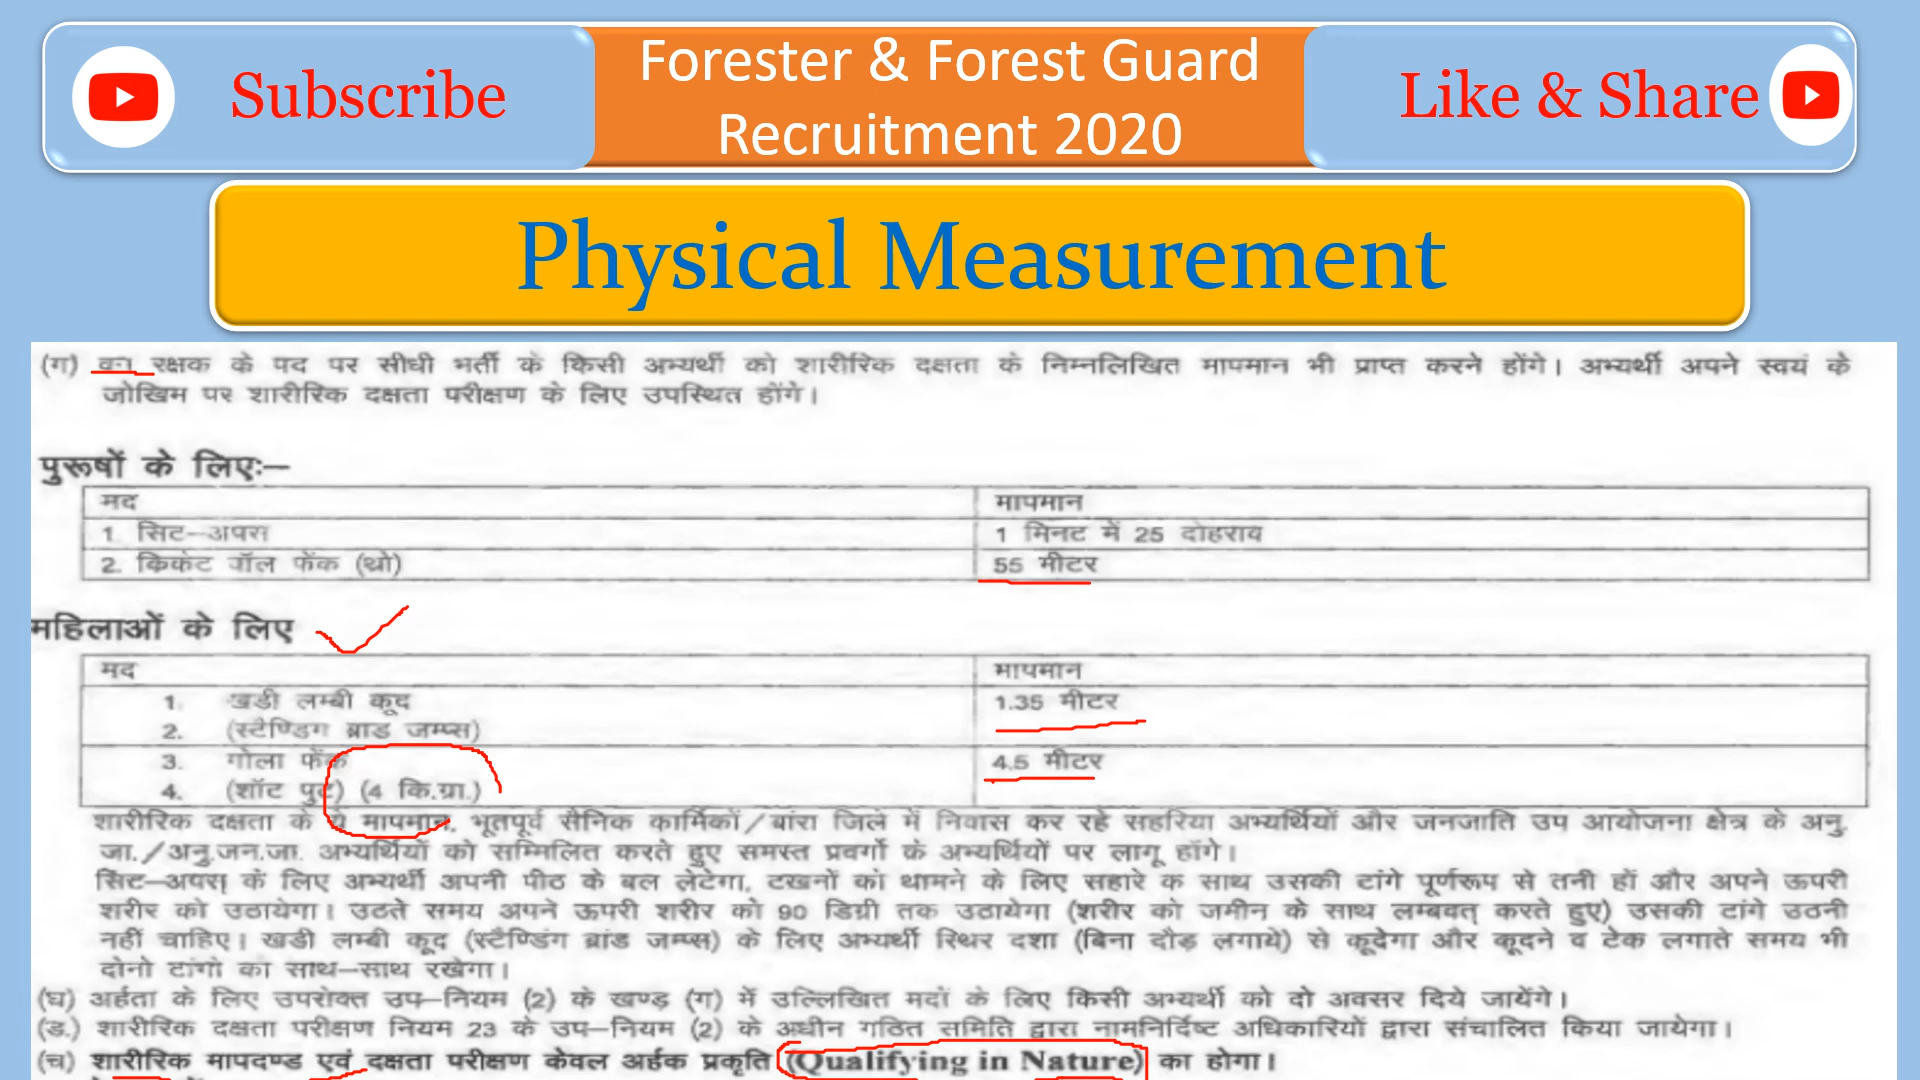 Subscribe
Forester & Forest Guard
Recruitment 2020
Like & Share
Physical Measurement
(ग) वन रक्षक के पद पर सीधी भर्ती के किसी अभ्यर्थी को शारीरिक दक्षता के निम्नलिखित मापमान भी प्राप्त करने होंगे। अभ्यर्थी अपने स्वयं के
जोखिम पर शारीरिक दक्षता परीक्षण के लिए उपस्थित होंगे।
पुरूषों के लिए:—
मद मापमान
1. सिट—अपस 1 मिनट में 25 दोहराव
2. क्रिकेट बॉल फेंक (थ्रो) 55 मीटर
महिलाओं के लिए
मद मापमान
1. खडी लम्बी कूद 1.35 मीटर
2. (स्टैण्डिग ब्राड जम्प्स)
3. गोला फेंक 4.5 मीटर
4. (शॉट पुट) (4 कि.ग्रा.)
शारीरिक दक्षता के ये मापमान, भूतपूर्व सैनिक कार्मिकों/बांरा जिले में निवास कर रहे सहरिया अभ्यर्थियों और जनजाति उप आयोजना क्षेत्र के अनु.
जा./अनु.जन.जा. अभ्यर्थियों को सम्मिलित करते हुए समस्त प्रवर्गो के अभ्यर्थियों पर लागू होंगे।
सिट—अपस् के लिए अभ्यर्थी अपनी पीठ के बल लेटेगा, टखनों को थामने के लिए सहारे क साथ उसकी टांगे पूर्णरूप से तनी हों और अपने ऊपरी
शरीर को उठायेगा। उठते समय अपने ऊपरी शरीर को 90 डिग्री तक उठायेगा (शरीर को जमीन के साथ लम्बवत् करते हुए) उसकी टांगे उठनी
नहीं चाहिए। खडी लम्बी कूद (स्टैण्डिंग ब्रांड जम्प्स) के लिए अभ्यर्थी स्थिर दशा (बिना दौड़ लगाये) से कूदेगा और कूदने व टेक लगाते समय भी
दोनो टांगो का साथ—साथ रखेगा।
(घ) अर्हता के लिए उपरोक्त उप—नियम (2) के खण्ड़ (ग) में उल्लिखित मदों के लिए किसी अभ्यर्थी को दो अवसर दिये जायेंगे।
(ड.) शारीरिक दक्षता परीक्षण नियम 23 के उप—नियम (2) के अधीन गठित समिति द्वारा नामनिर्दिष्ट अधिकारियों द्वारा संचालित किया जायेगा।
(च) शारीरिक मापदण्ड एवं दक्षता परीक्षण केवल अर्हक प्रकृति (Qualifying in Nature) का होगा।